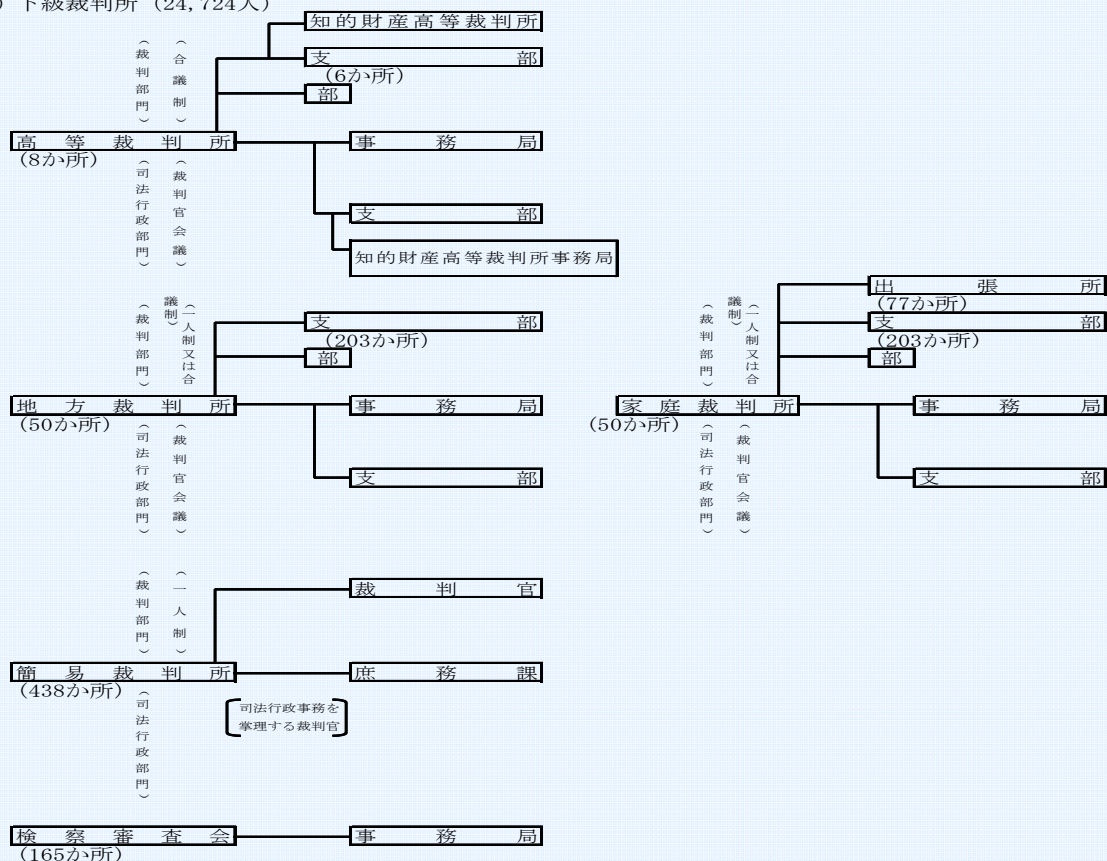 ) 下級裁判所 (24,724人)
知的財産高等裁判所
支部
(6か所)
部
(裁判部門)
(合議制)
高等裁判所
(8か所)
事務局
(司法行政部門)
(裁判官会議)
支部
知的財産高等裁判所事務局
(裁判部門)
(一人制又は合
議制)
支部
(203か所)
部
地方裁判所
(50か所)
事務局
(司法行政部門)
(裁判官会議)
支部
出張所
(77か所)
(裁判部門)
(一人制又は合
議制)
支部
(203か所)
部
家庭裁判所
(50か所)
事務局
(司法行政部門)
(裁判官会議)
支部
(裁判部門)
(一人制)
裁判官
簡易裁判所
(438か所)
庶務課
(司法行政部門)
司法行政事務を
掌理する裁判官
検察審査会
(165か所)
事務局